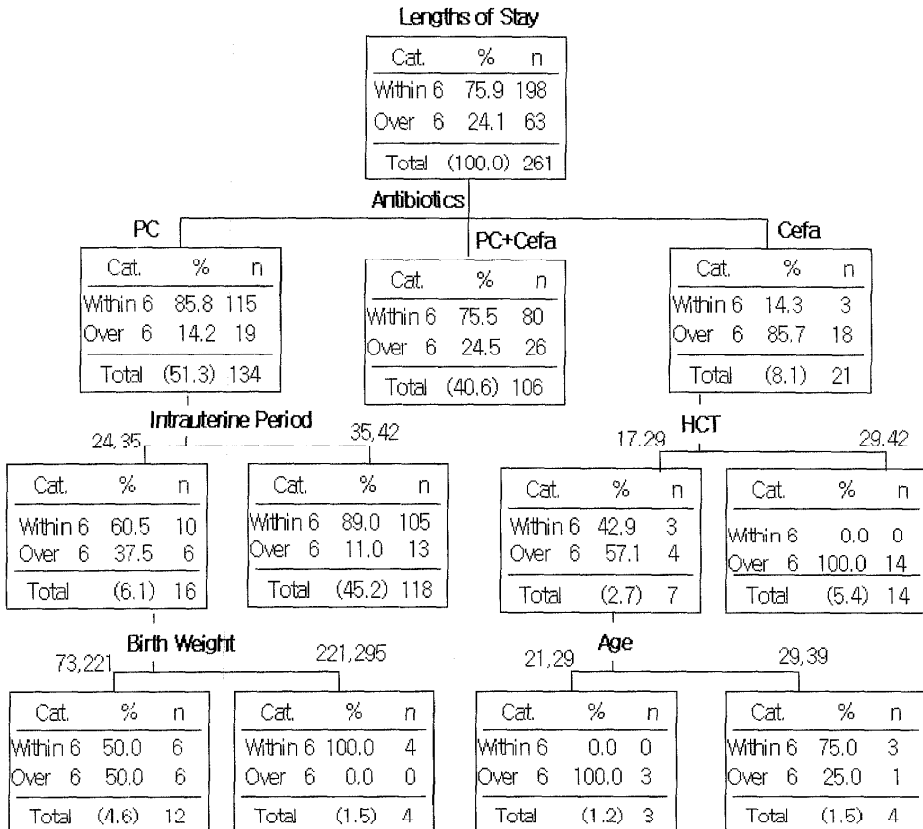 Lengths of Stay
Cat. % n
Within 6 75.9 198
Over 6 24.1 63
Total (100.0) 261
Antibiotics
PC
Cat. % n
Within 6 85.8 115
Over 6 14.2 19
Total (51.3) 134
PC+Cefa
Cat. % n
Within 6 75.5 80
Over 6 24.5 26
Total (40.6) 106
Cefa
Cat. % n
Within 6 14.3 3
Over 6 85.7 18
Total (8.1) 21
Intrauterine Period
24,35
Cat. % n
Within 6 60.5 10
Over 6 37.5 6
Total (6.1) 16
35,42
Cat. % n
Within 6 89.0 105
Over 6 11.0 13
Total (45.2) 118
HCT
17.29
Cat. % n
Within 6 42.9 3
Over 6 57.1 4
Total (2.7) 7
29.42
Cat. % n
Within 6 0.0 0
Over 6 100.0 14
Total (5.4) 14
Birth Weight
73,221
Cat. % n
Within 6 50.0 6
Over 6 50.0 6
Total (4.6) 12
221,295
Cat. % n
Within 6 100.0 4
Over 6 0.0 0
Total (1.5) 4
Age
21,29
Cat. % n
Within 6 0.0 0
Over 6 100.0 3
Total (1.2) 3
29,39
Cat. % n
Within 6 75.0 3
Over 6 25.0 1
Total (1.5) 4